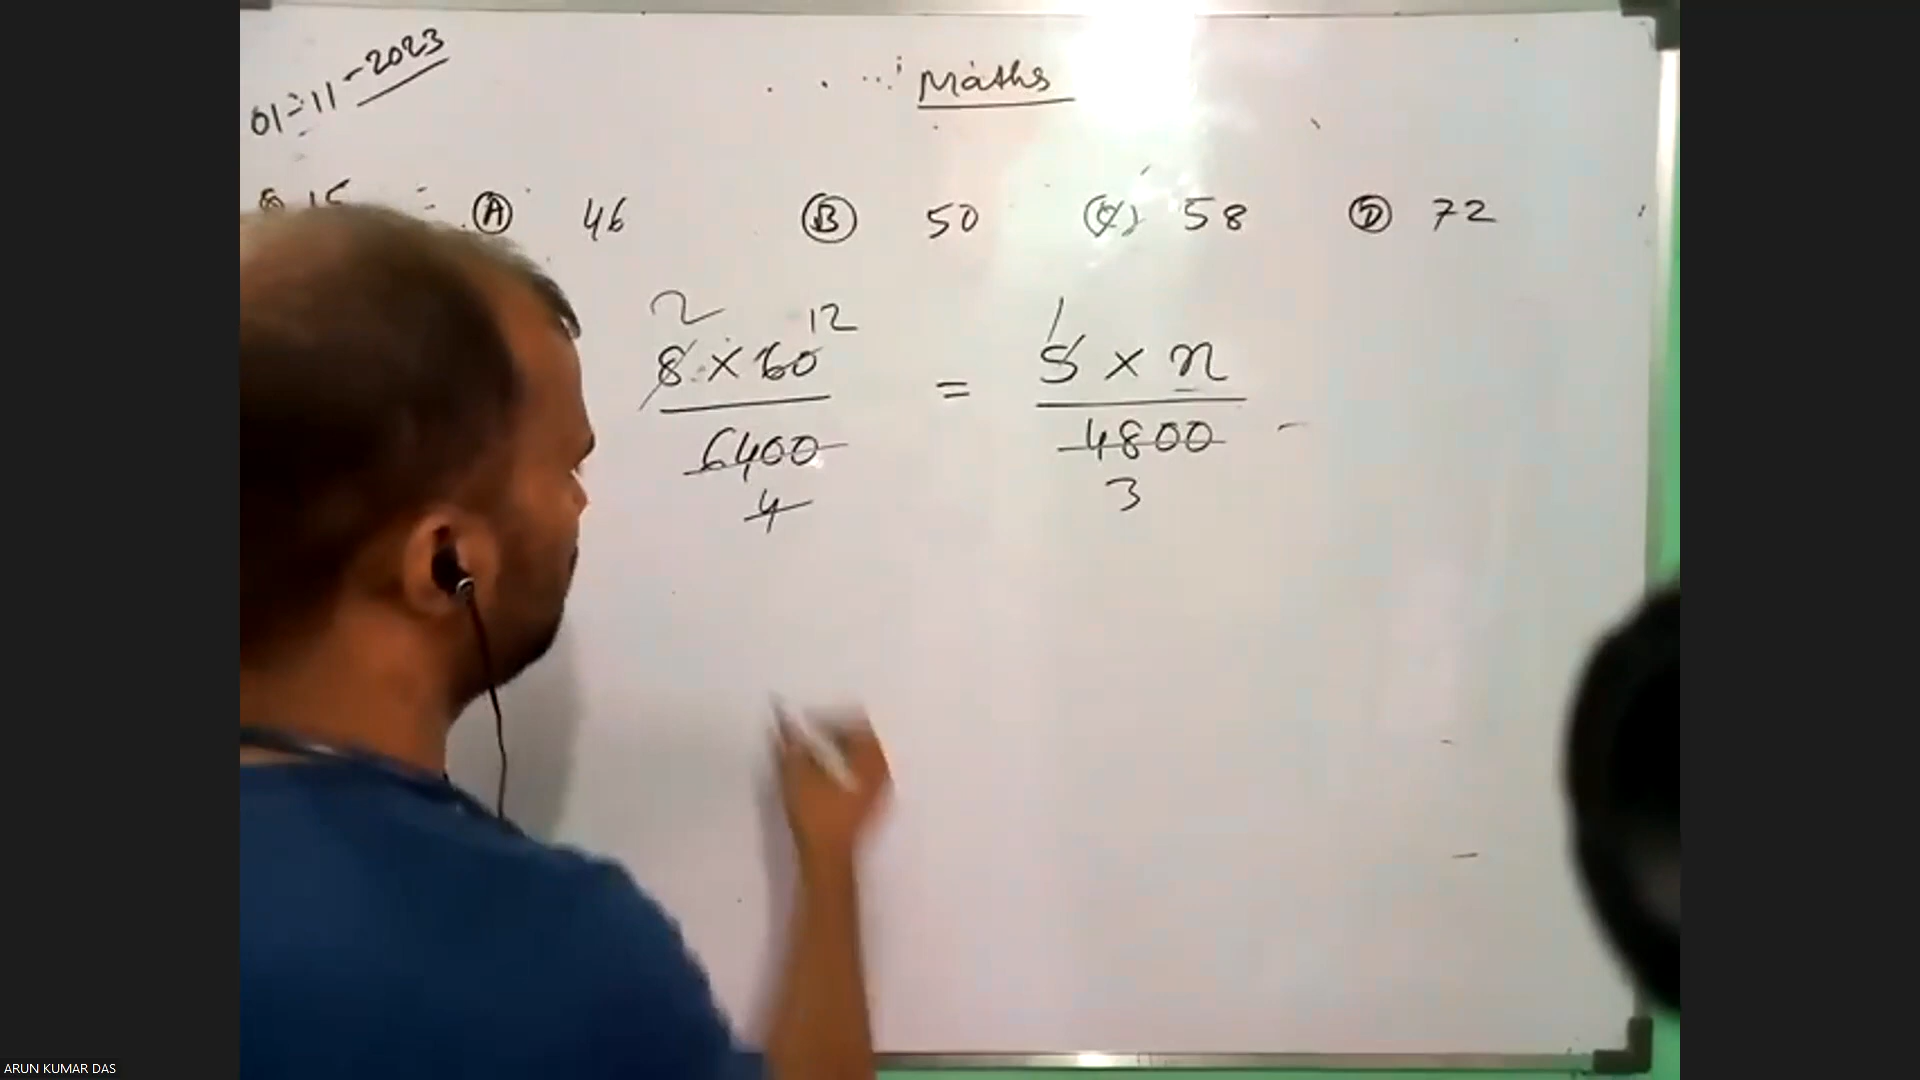 01-11-2023
Maths
Q 15 A 46 B 50 (C) 58 D 72
2 12 1
8 × 60 = 5 × n
6400 4800
4 3
ARUN KUMAR DAS